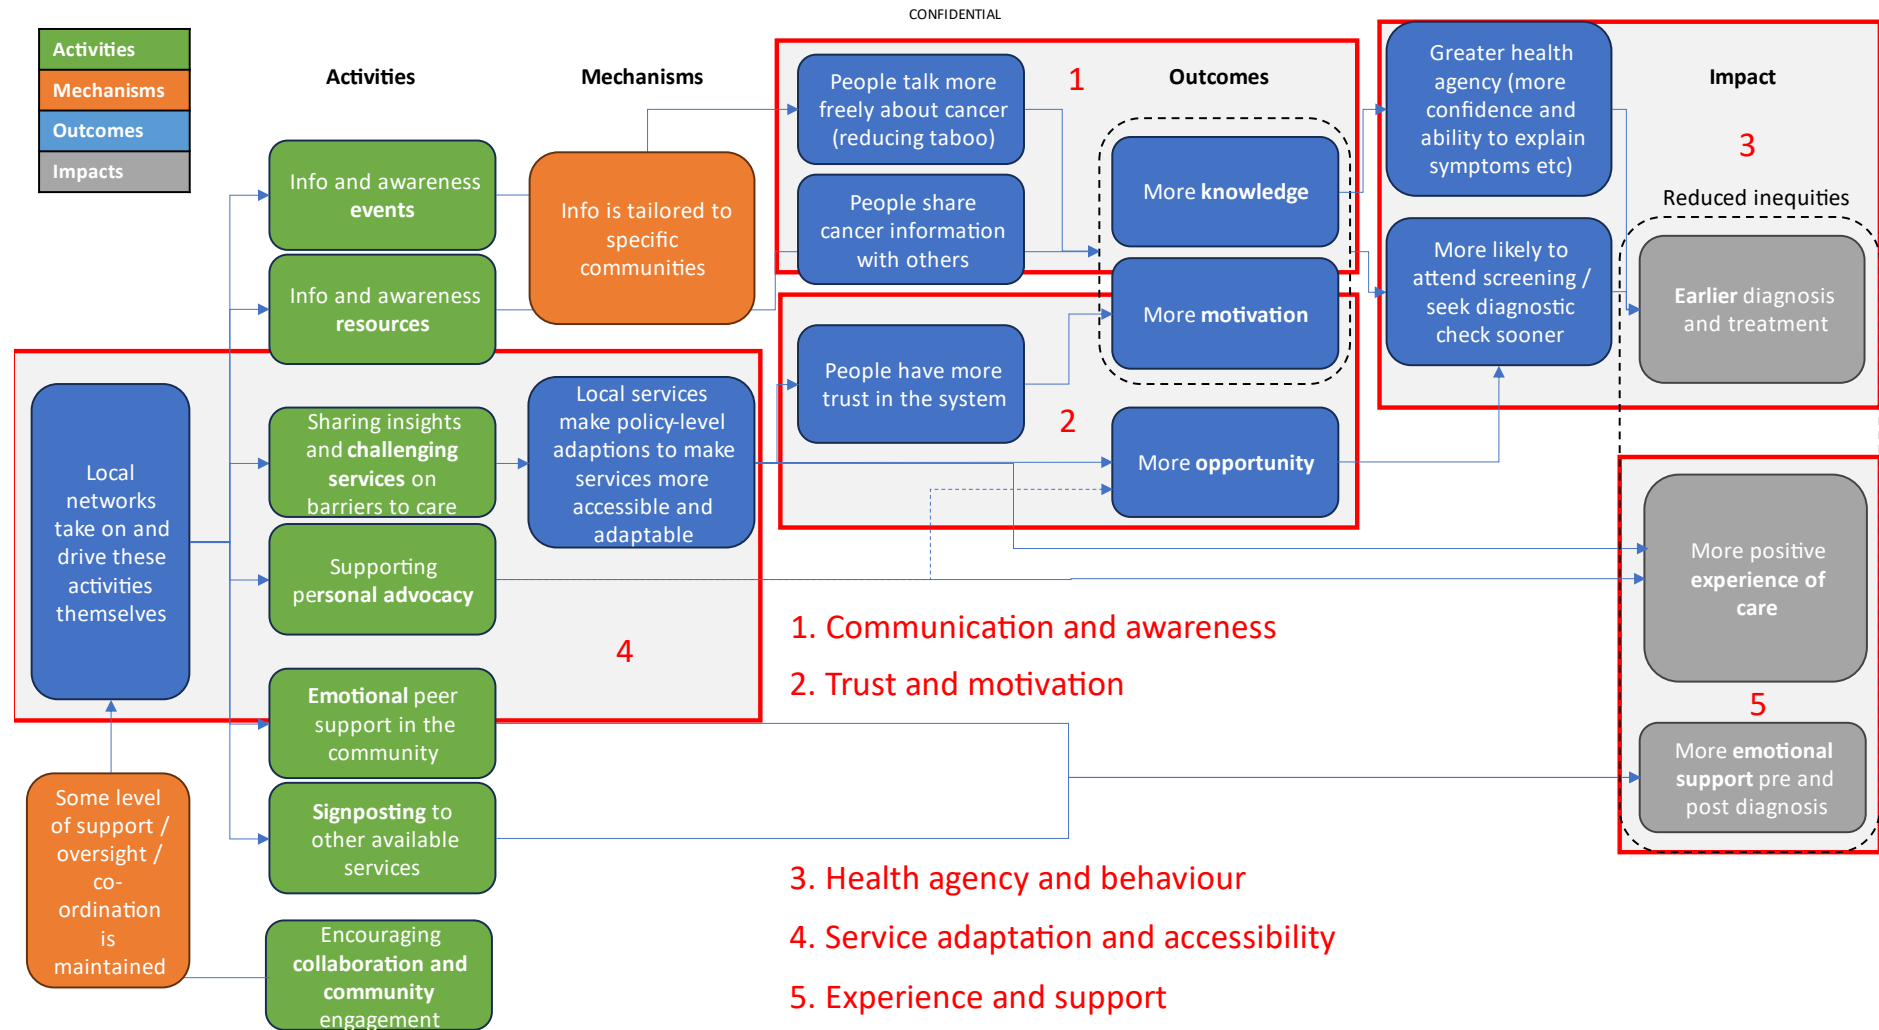 CONFIDENTIAL
Activities
Mechanisms
Outcomes
Impacts
Activities
Mechanisms
Outcomes
Impact
1
People talk more
freely about cancer
(reducing taboo)
Greater health
agency (more
confidence and
ability to explain
symptoms etc)
3
Info and awareness
events
Info is tailored to
specific
communities
People share
cancer information
with others
More knowledge
Reduced inequities
Info and awareness
resources
More motivation
More likely to
attend screening /
seek diagnostic
check sooner
Earlier diagnosis
and treatment
People have more
trust in the system
2
Local
networks
take on and
drive these
activities
themselves
Sharing insights
and challenging
services on
barriers to care
Local services
make policy-level
adaptions to make
services more
accessible and
adaptable
More opportunity
Supporting
personal advocacy
More positive
experience of
care
4
1. Communication and awareness
2. Trust and motivation
Emotional peer
support in the
community
5
More emotional
support pre and
post diagnosis
Some level
of support /
oversight /
co-
ordination
is
maintained
Signposting to
other available
services
3. Health agency and behaviour
4. Service adaptation and accessibility
5. Experience and support
Encouraging
collaboration and
community
engagement